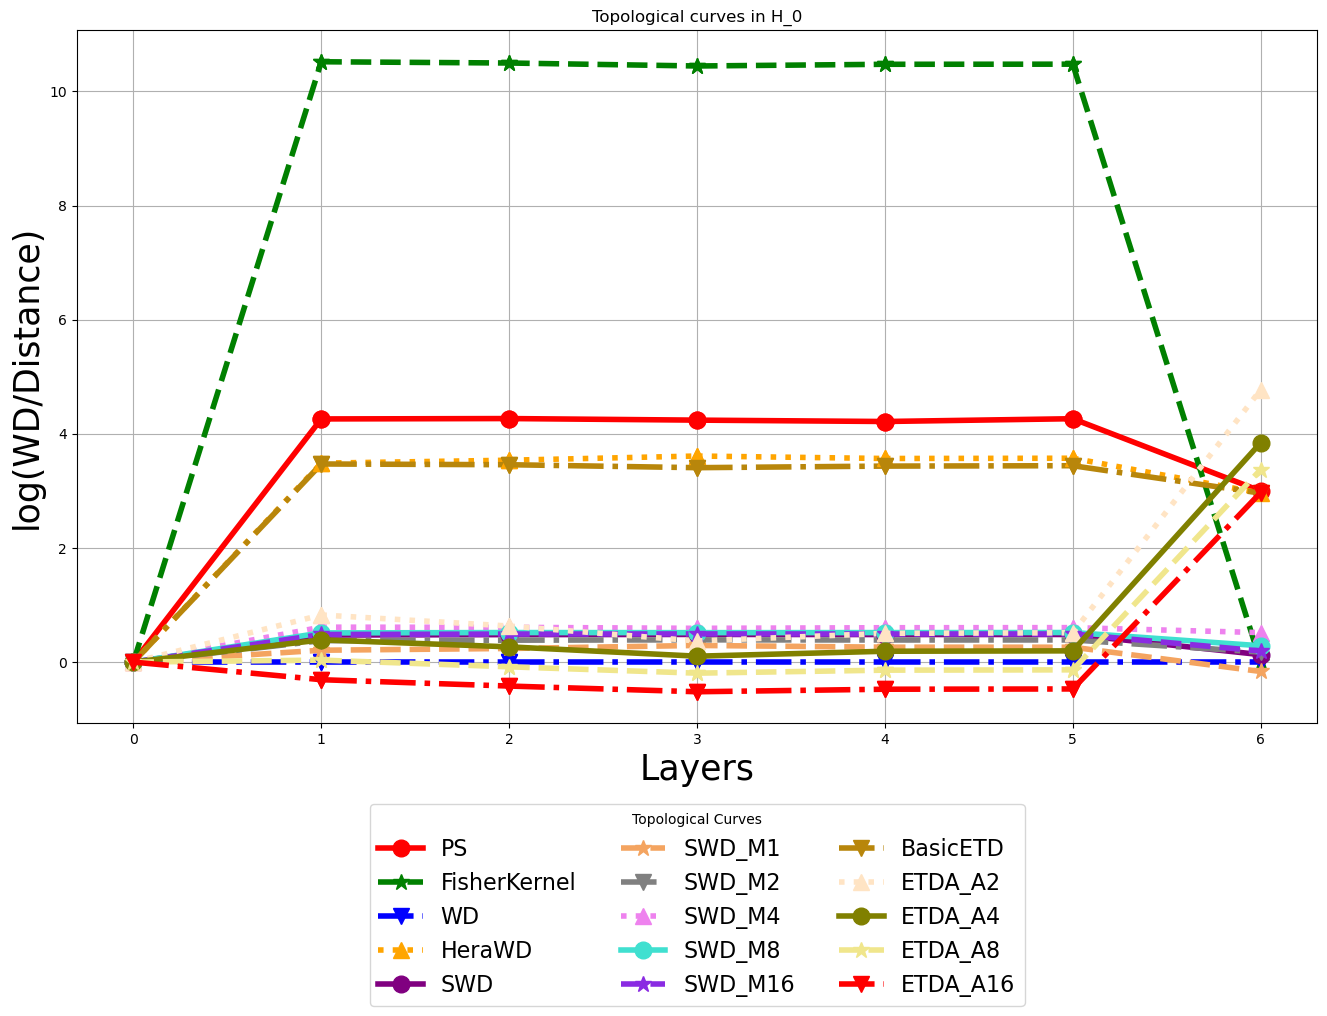 Topological curves in H_0
log(WD/Distance)
10
8
6
4
2
0
0 1 2 3 4 5 6
Layers
Topological Curves
PS
FisherKernel
WD
HeraWD
SWD
SWD_M1
SWD_M2
SWD_M4
SWD_M8
SWD_M16
BasicETD
ETDA_A2
ETDA_A4
ETDA_A8
ETDA_A16